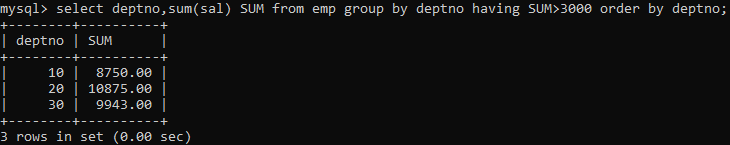 mysql> select deptno,sum(sal) SUM from emp group by deptno having SUM>3000 order by deptno;
+--------+----------+
| deptno | SUM      |
+--------+----------+
|     10 |  8750.00 |
|     20 | 10875.00 |
|     30 |  9943.00 |
+--------+----------+
3 rows in set (0.00 sec)